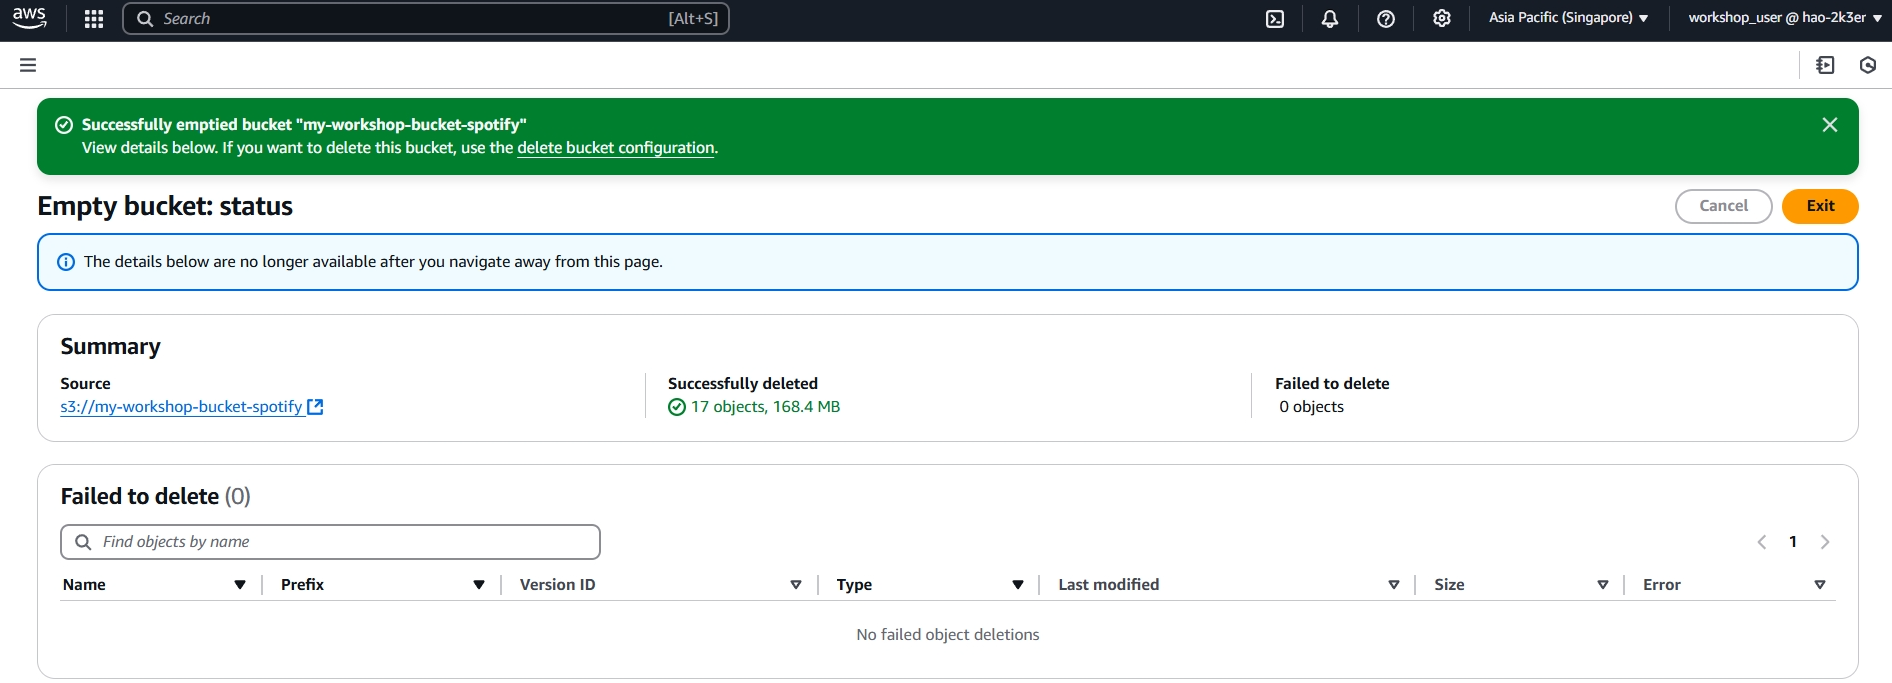 aws
Search [Alt+S]
Asia Pacific (Singapore)
workshop_user @ hao-2k3er
Successfully emptied bucket "my-workshop-bucket-spotify"
View details below. If you want to delete this bucket, use the delete bucket configuration.
Empty bucket: status
Cancel
Exit
The details below are no longer available after you navigate away from this page.
Summary
Source
s3://my-workshop-bucket-spotify
Successfully deleted
17 objects, 168.4 MB
Failed to delete
0 objects
Failed to delete (0)
Find objects by name
1
Name Prefix Version ID Type Last modified Size Error
No failed object deletions